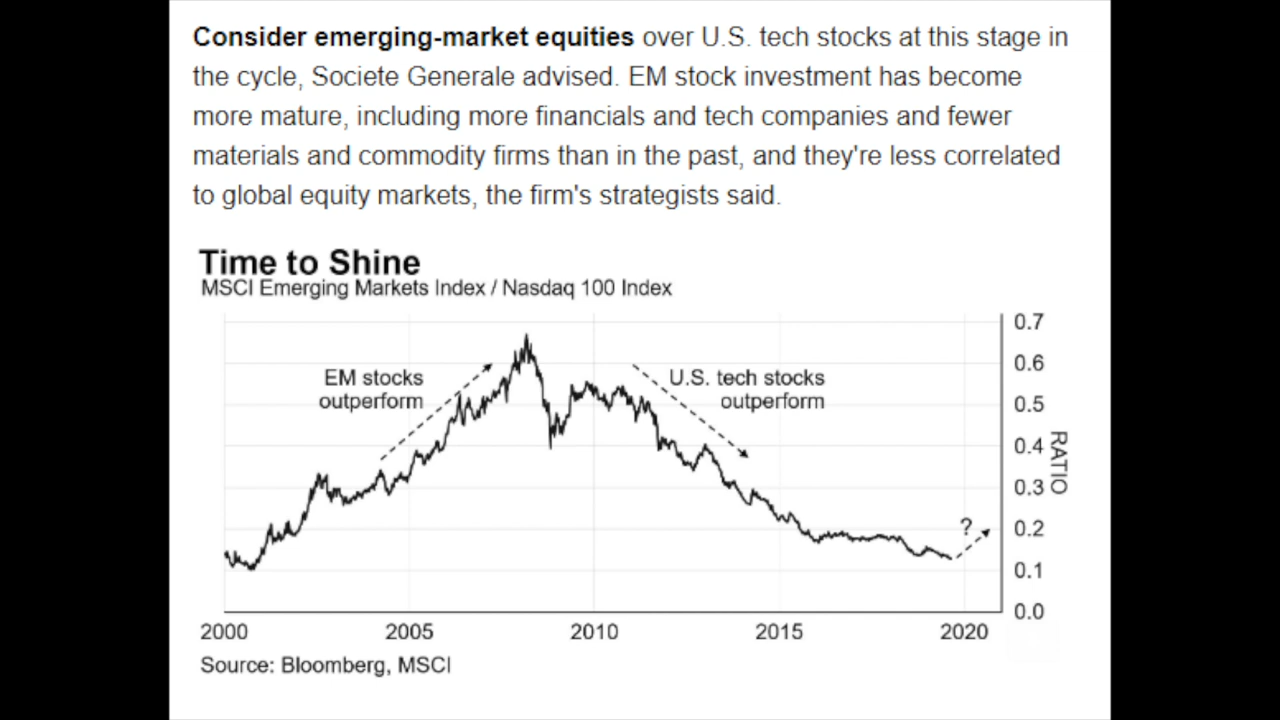 Consider emerging-market equities over U.S. tech stocks at this stage in
the cycle, Societe Generale advised. EM stock investment has become
more mature, including more financials and tech companies and fewer
materials and commodity firms than in the past, and they're less correlated
to global equity markets, the firm's strategists said.
Time to Shine
MSCI Emerging Markets Index / Nasdaq 100 Index
EM stocks
outperform
U.S. tech stocks
outperform
?
0.7
0.6
0.5
0.4
0.3
0.2
0.1
0.0
RATIO
2000 2005 2010 2015 2020
Source: Bloomberg, MSCI